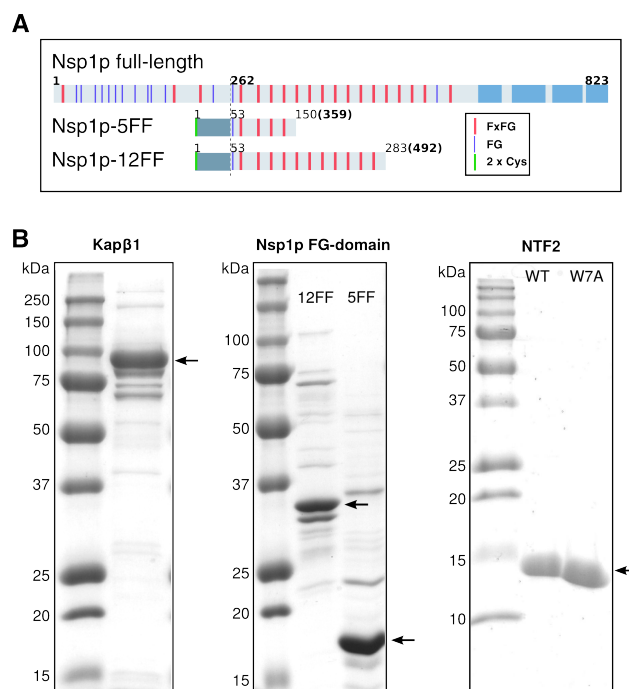 A
Nsp1p full-length
1 262 823
Nsp1p-5FF 1 53 150(359)
Nsp1p-12FF 1 53 283(492)
FxFG
FG
2 x Cys
B
Kapβ1
kDa
250
150
100
75
50
37
25
20
15
Nsp1p FG-domain
kDa
12FF 5FF
100
75
50
37
25
20
15
NTF2
kDa
WT W7A
100
75
50
37
25
20
15
10